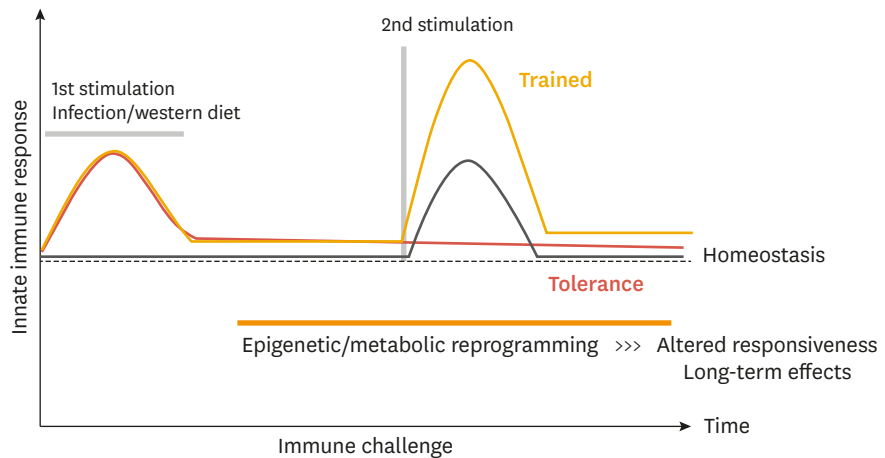 2nd stimulation
1st stimulation
Infection/western diet
Trained
Innate immune response
Homeostasis
Tolerance
Epigenetic/metabolic reprogramming >>> Altered responsiveness
Long-term effects
Time
Immune challenge